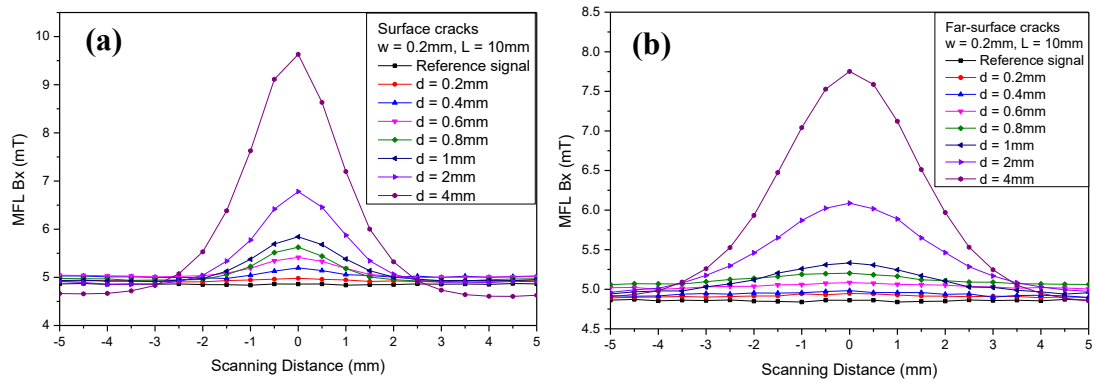 (a)
Surface cracks
w = 0.2mm, L = 10mm
Reference signal
d = 0.2mm
d = 0.4mm
d = 0.6mm
d = 0.8mm
d = 1mm
d = 2mm
d = 4mm
10
9
8
7
6
5
4
MFL Bx (mT)
-5 -4 -3 -2 -1 0 1 2 3 4 5
Scanning Distance (mm)
(b)
Far-surface cracks
w = 0.2mm, L = 10mm
Reference signal
d = 0.2mm
d = 0.4mm
d = 0.6mm
d = 0.8mm
d = 1mm
d = 2mm
d = 4mm
8.5
8.0
7.5
7.0
6.5
6.0
5.5
5.0
4.5
MFL Bx (mT)
-5 -4 -3 -2 -1 0 1 2 3 4 5
Scanning Distance (mm)